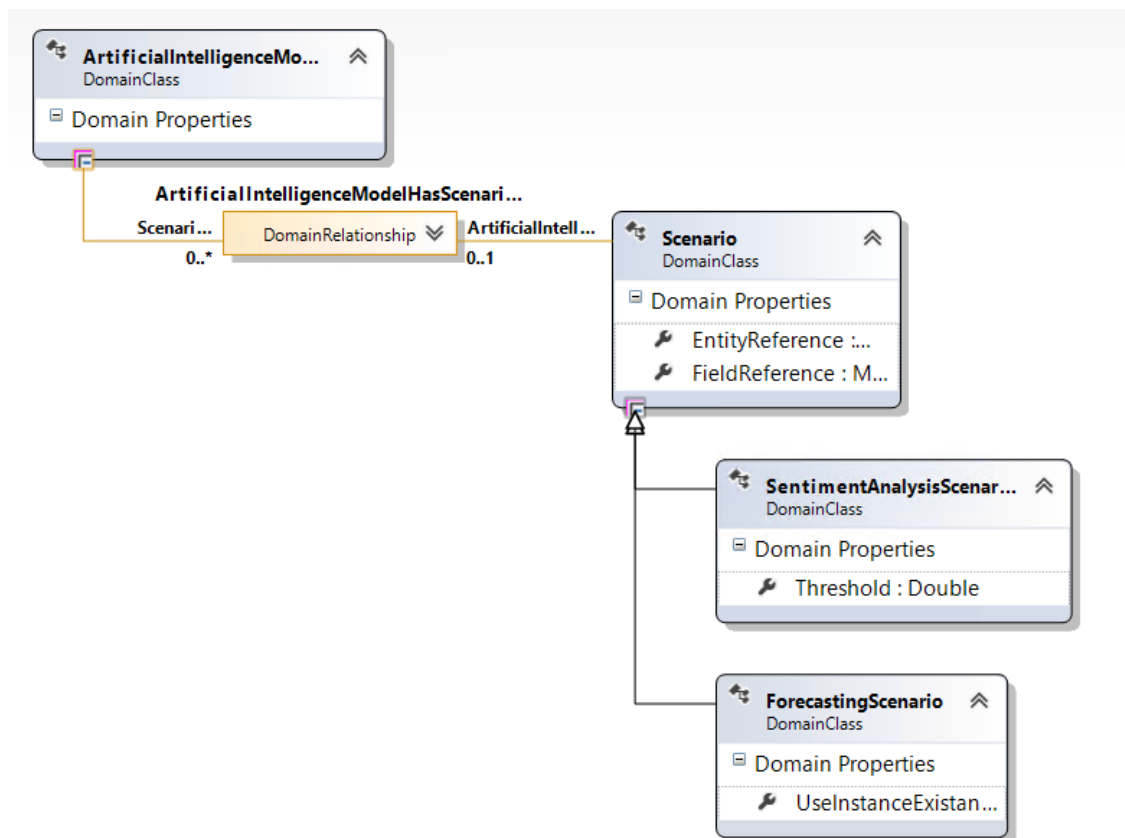 ArtificialIntelligenceMo...
DomainClass
Domain Properties
ArtificialIntelligenceModelHasScenari...
Scenari...
DomainRelationship
ArtificialIntell...
0..*
0..1
Scenario
DomainClass
Domain Properties
EntityReference :...
FieldReference : M...
SentimentAnalysisScenar...
DomainClass
Domain Properties
Threshold : Double
ForecastingScenario
DomainClass
Domain Properties
UseInstanceExistan...